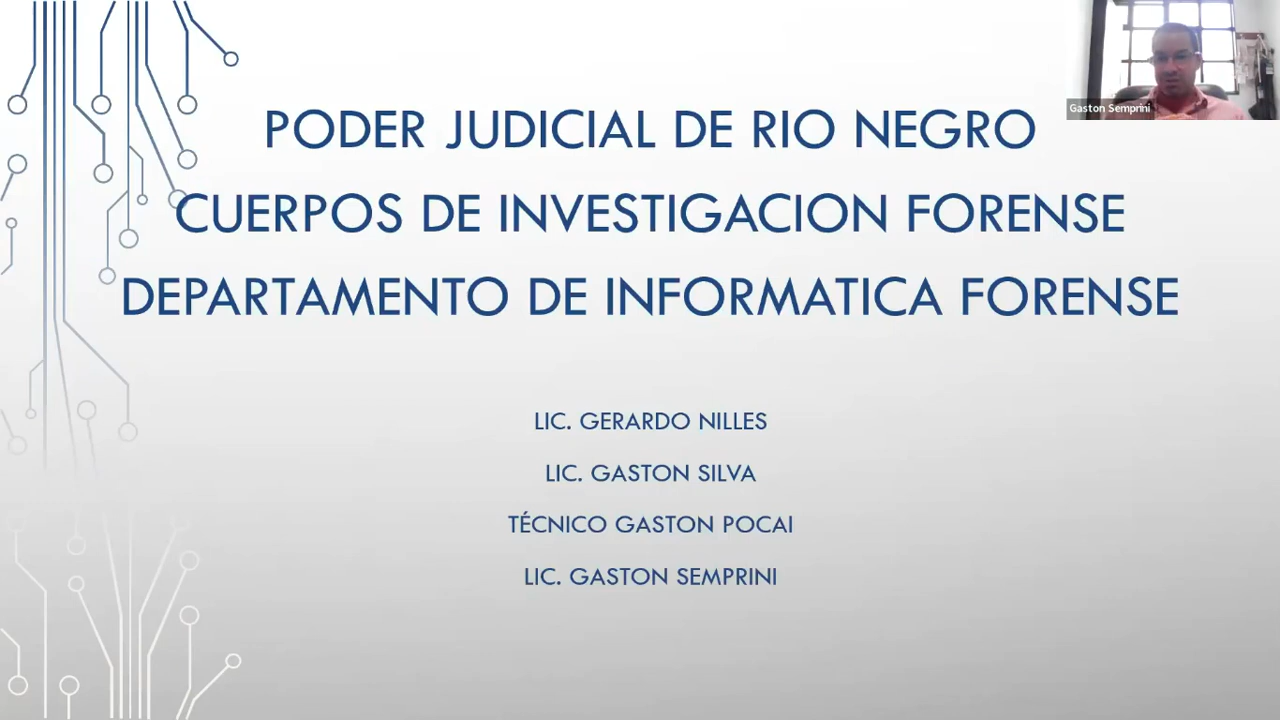 PODER JUDICIAL DE RIO NEGRO
CUERPOS DE INVESTIGACION FORENSE
DEPARTAMENTO DE INFORMATICA FORENSE
LIC. GERARDO NILLES
LIC. GASTON SILVA
TÉCNICO GASTON POCAI
LIC. GASTON SEMPRINI
Gaston Semprini